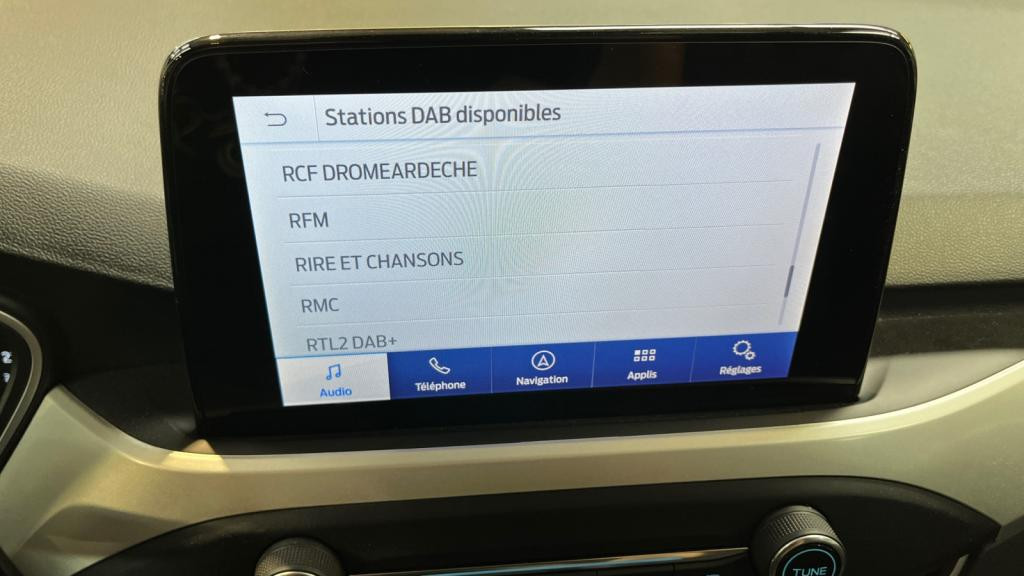 Stations DAB disponibles
RCF DROMEARDECHE
RFM
RIRE ET CHANSONS
RMC
RTL2 DAB+
Audio
Téléphone
Navigation
Applis
Réglages
TUNE